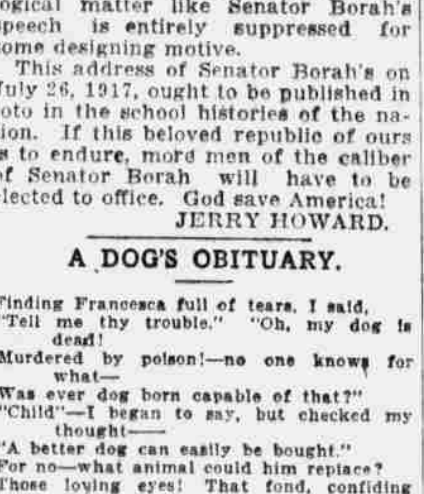 ogical matter like Senator Borah's
speech is entirely suppressed for
ome designing motive.
This address of Senator Borah's on
July 26, 1917, ought to be published in
oto in the school histories of the na-
ion. If this beloved republic of ours
s to endure, mord men of the caliber
of Senator Borah will have to be
elected to office. God save America!
JERRY HOWARD.
A DOG'S OBITUARY.
Finding Francesca full of tears, I said,
"Tell me thy trouble." "Oh, my dog is
dead!
Murdered by poison!—no one knows for
what—
Was ever dog born capable of that?"
"Child"—I began to say, but checked my
thought—
"A better dog can easily be bought."
For no—what animal could him replace?
Those loving eyes! That fond, confiding